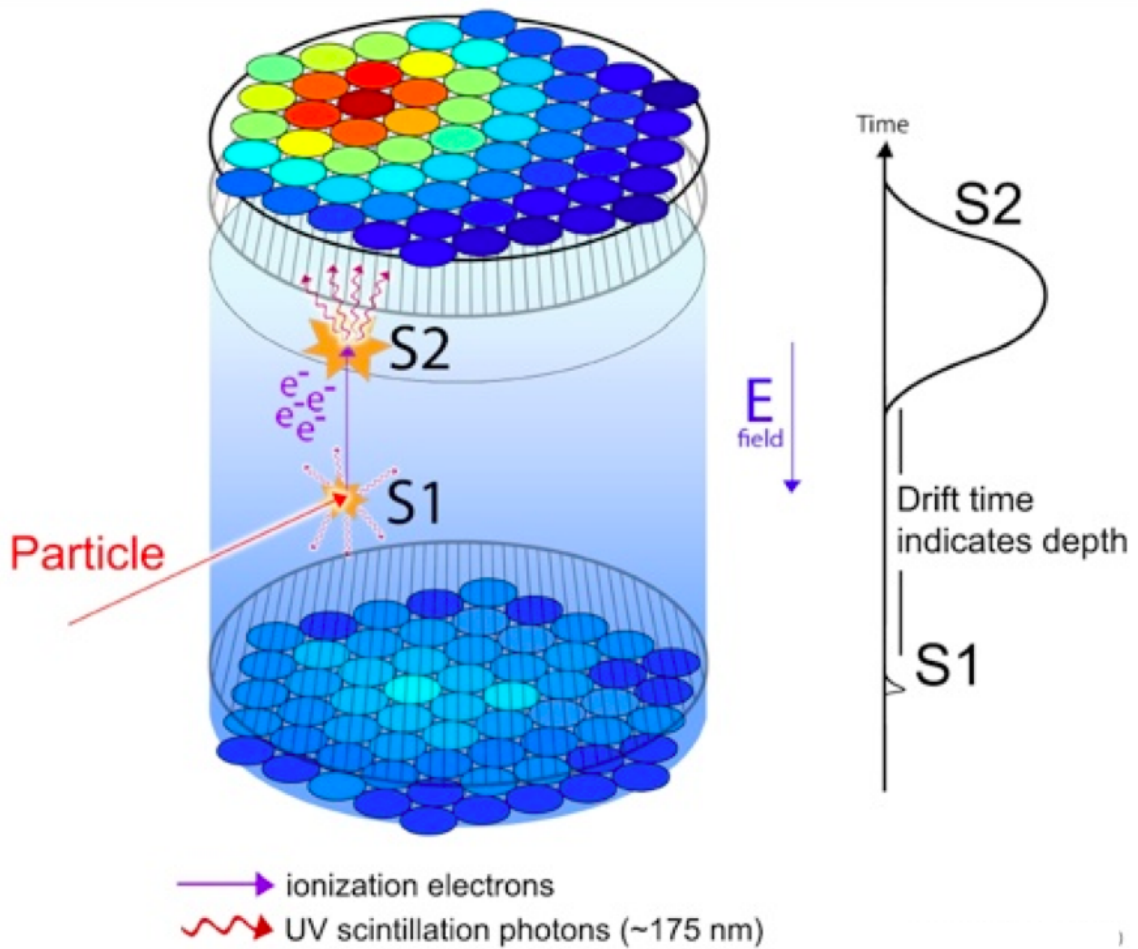 Time
S2
S2
e-
e-
e-
e-
E
field
S1
Drift time
indicates depth
Particle
S1
ionization electrons
UV scintillation photons (~175 nm)
)